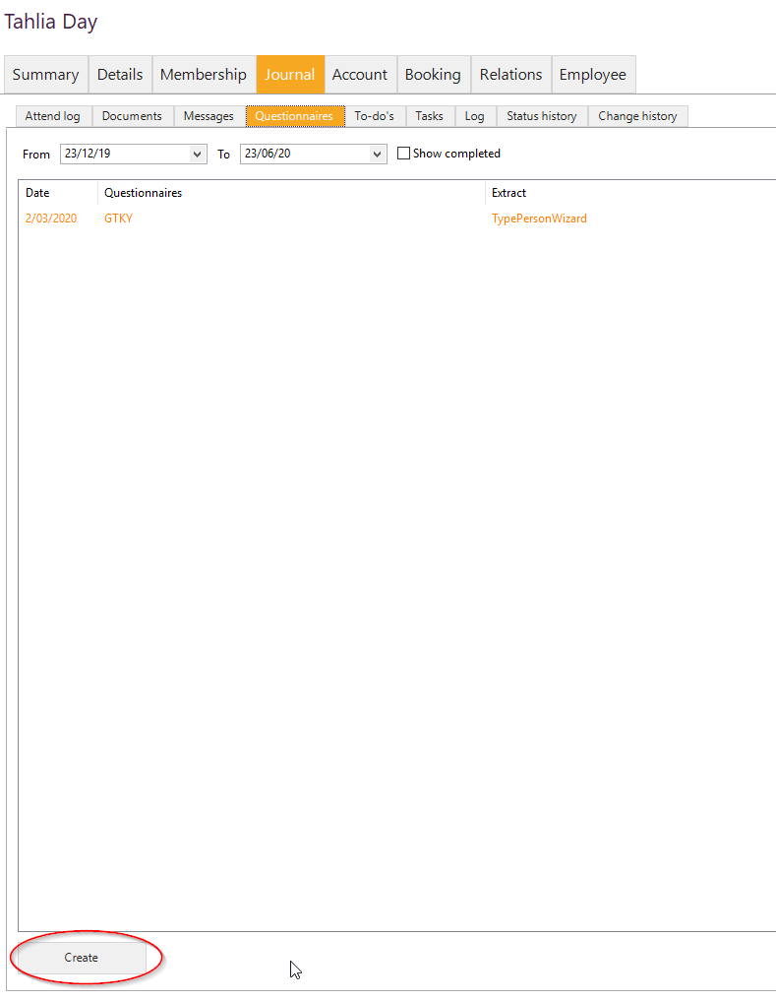 Tahlia Day
Summary Details Membership Journal Account Booking Relations Employee
Attend log Documents Messages Questionnaires To-do's Tasks Log Status history Change history
From 23/12/19 To 23/06/20 Show completed
Date Questionnaires Extract
2/03/2020 GTKY TypePersonWizard
Create